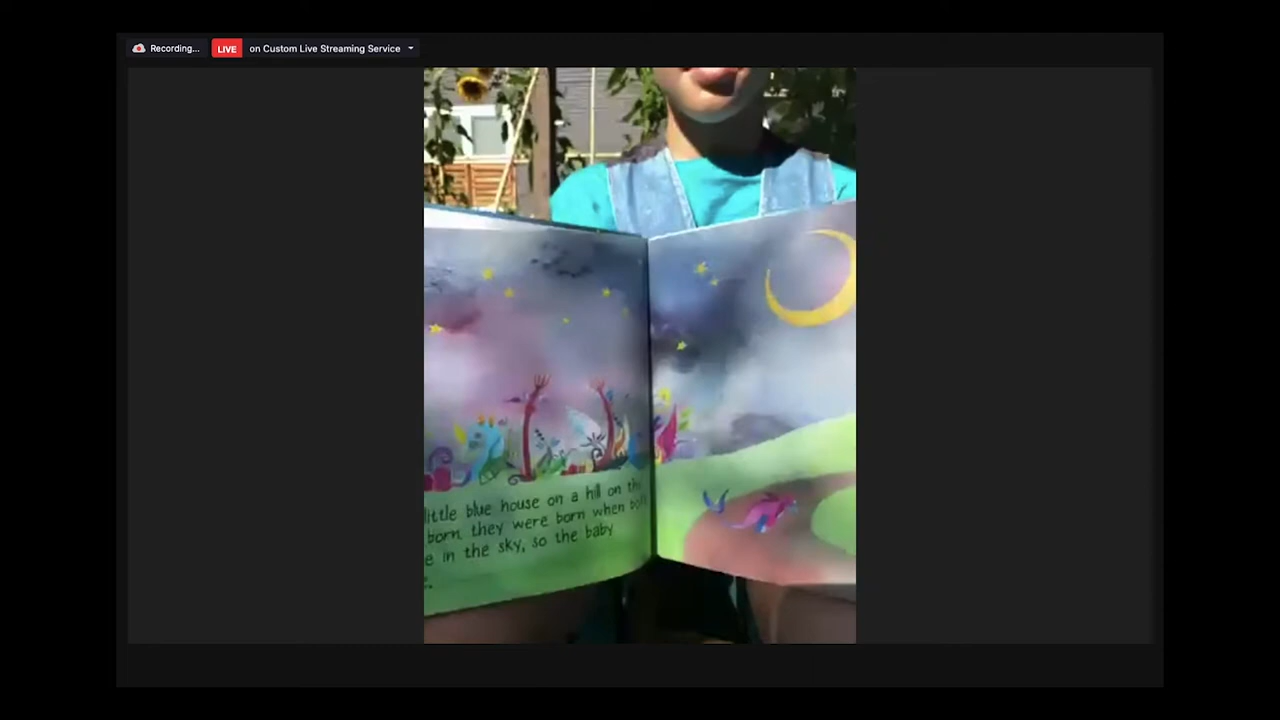 Recording...
LIVE on Custom Live Streaming Service
little blue house on a hill on the
born. they were born when bo
e in the sky, so the baby